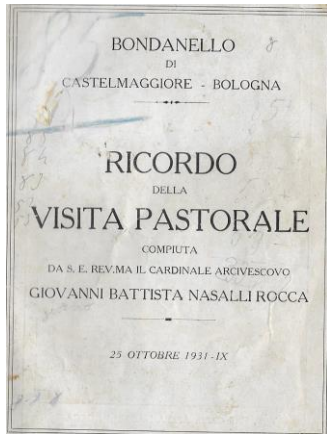 BONDANELLO
DI
CASTELMAGGIORE - BOLOGNA
RICORDO
DELLA
VISITA PASTORALE
COMPIUTA
DA S. E. REV.MA IL CARDINALE ARCIVESCOVO
GIOVANNI BATTISTA NASALLI ROCCA
25 OTTOBRE 1931-IX